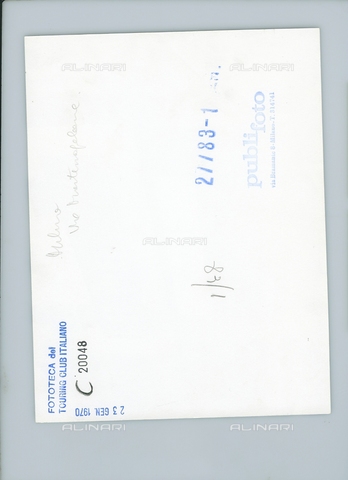 Milano
Via Montenapoleone
27783-1
publifoto
1/48
FOTOTECA del
TOURING CLUB ITALIANO
C 20048
23 GEN. 1970
ALINARI
ALINARI
ALINARI
ALINARI
ALINARI
ALINARI